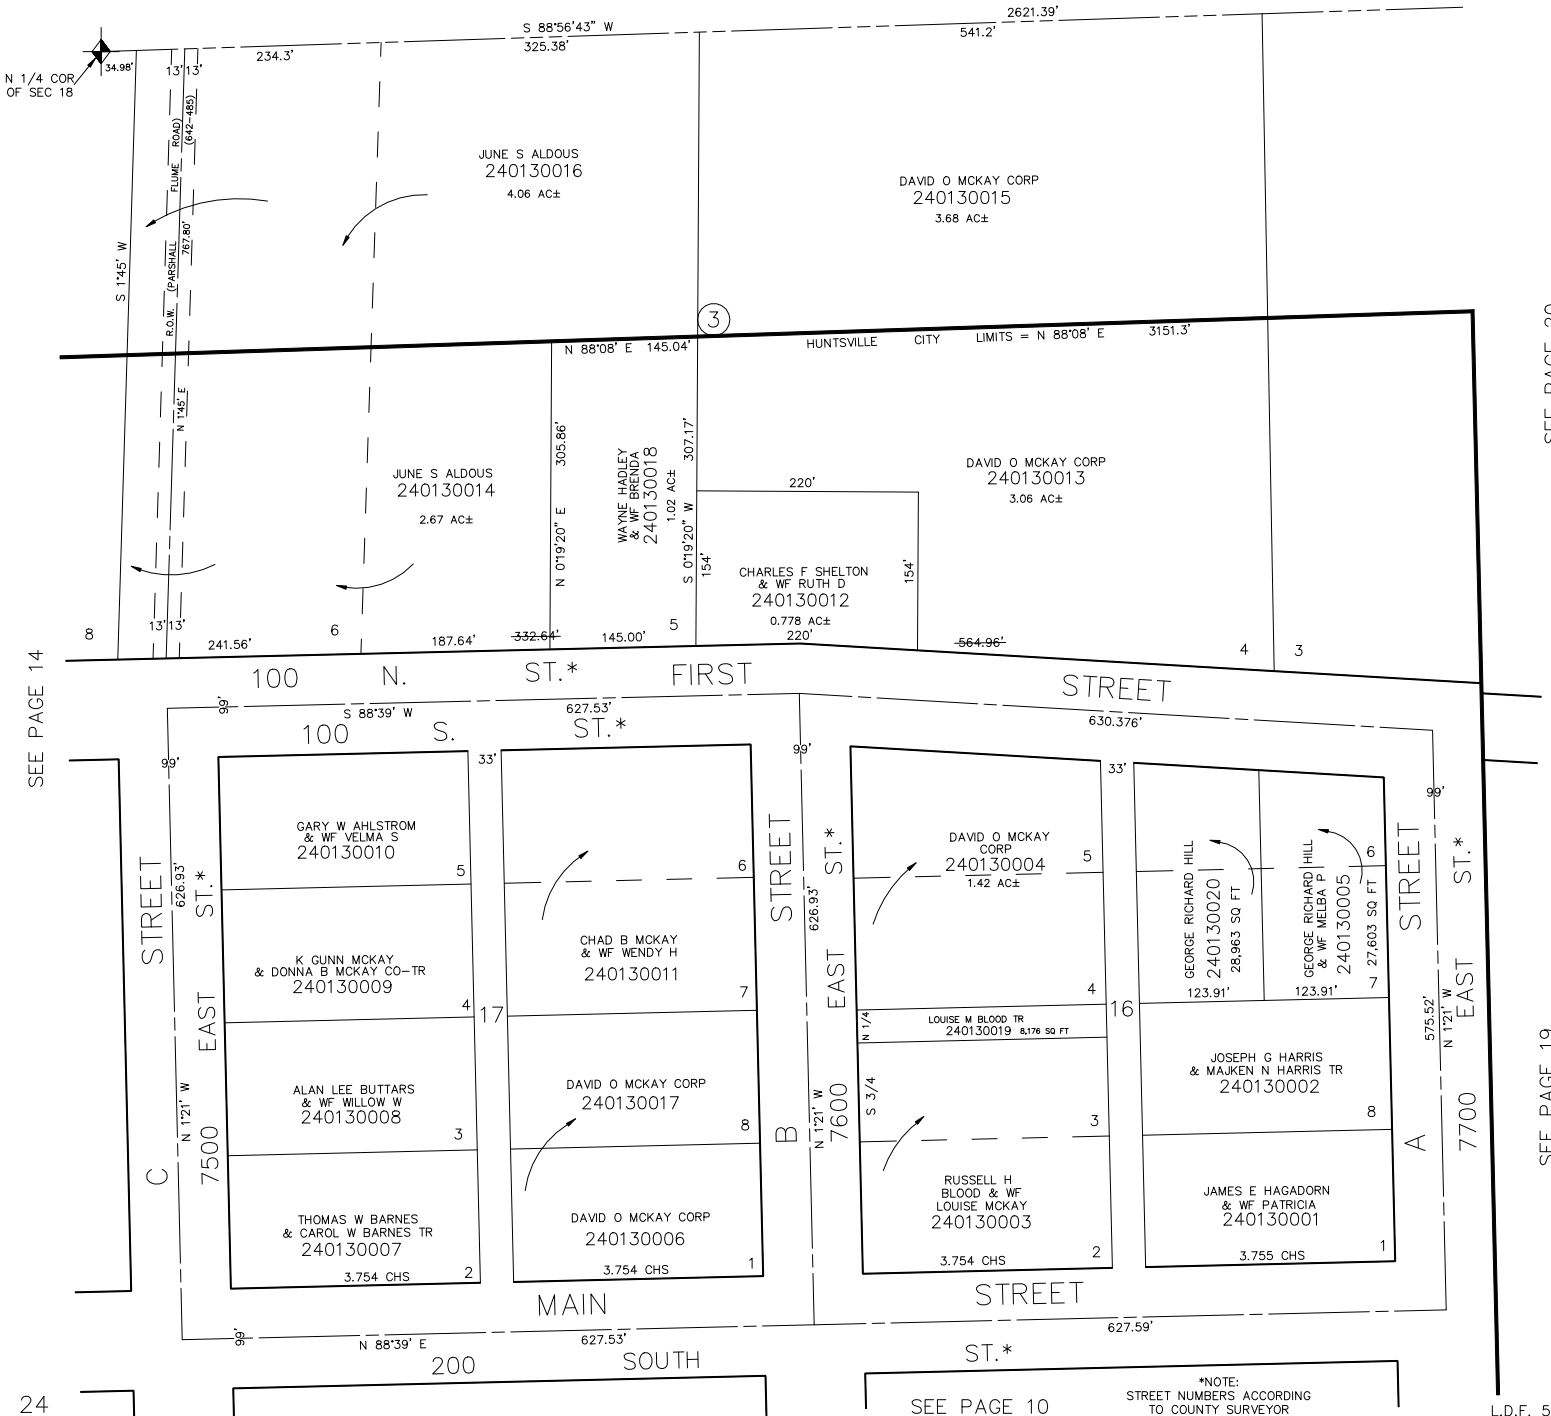 S 88°56'43" W
2621.39'
34.98'
13' 13'
234.3'
325.38'
541.2'
N 1/4 COR
OF SEC 18
R.O.W. (PARSHALL FLUME ROAD)
(642-485)
767.80'
N 1°45' E
S 1°45' W
JUNE S ALDOUS
240130016
4.06 AC±
DAVID O MCKAY CORP
240130015
3.68 AC±
3
N 88°08' E 145.04'
HUNTSVILLE CITY LIMITS = N 88°08' E 3151.3'
JUNE S ALDOUS
240130014
2.67 AC±
N 0°19'20" E 305.86'
WAYNE HADLEY
& WF BRENDA
240130018
1.02 AC±
S 0°19'20" W 307.17'
DAVID O MCKAY CORP
240130013
3.06 AC±
220'
154'
154'
CHARLES F SHELTON
& WF RUTH D
240130012
0.778 AC±
220'
8
13' 13'
241.56'
6
187.64'
332.64'
145.00'
5
564.96'
4
3
SEE PAGE 14
SEE PAGE 20
SEE PAGE 19
100 N. ST.* FIRST STREET
99'
S 88°39' W
627.53'
630.376'
100 S. ST.*
99'
33'
99'
33'
99'
C STREET
626.93'
N 1°21' W
7500 EAST ST.*
GARY W AHLSTROM
& WF VELMA S
240130010
5
K GUNN MCKAY
& DONNA B MCKAY CO-TR
240130009
4
ALAN LEE BUTTARS
& WF WILLOW W
240130008
3
THOMAS W BARNES
& CAROL W BARNES TR
240130007
3.754 CHS
2
17
6
CHAD B MCKAY
& WF WENDY H
240130011
7
DAVID O MCKAY CORP
240130017
8
DAVID O MCKAY CORP
240130006
3.754 CHS
1
B STREET
626.93'
N 1°21' W
7600 EAST ST.*
DAVID O MCKAY
CORP
240130004
1.42 AC±
5
4
N 1/4
LOUISE M BLOOD TR
240130019 8,176 SQ FT
S 3/4
3
RUSSELL H
BLOOD & WF
LOUISE MCKAY
240130003
3.754 CHS
2
16
GEORGE RICHARD HILL
240130020
28,963 SQ FT
123.91'
GEORGE RICHARD HILL
& WF MELBA P
240130005
27,603 SQ FT
123.91'
6
7
JOSEPH G HARRIS
& MAJKEN N HARRIS TR
240130002
8
JAMES E HAGADORN
& WF PATRICIA
240130001
3.755 CHS
1
A STREET
575.52'
N 1°21' W
7700 EAST ST.*
MAIN STREET
99'
N 88°39' E
627.53'
627.59'
200 SOUTH ST.*
24
SEE PAGE 10
*NOTE:
STREET NUMBERS ACCORDING
TO COUNTY SURVEYOR
L.D.F. 5